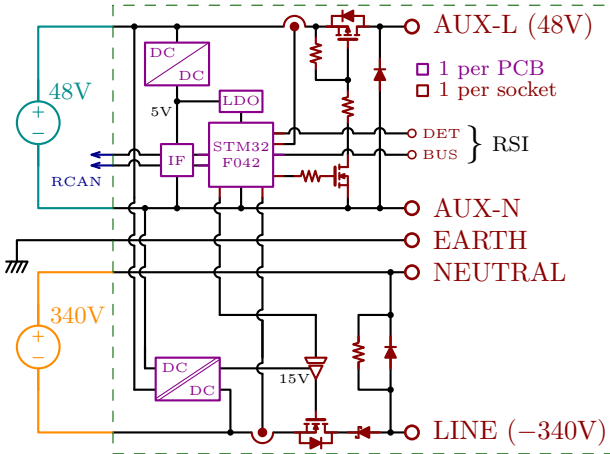 AUX-L (48V)
DC
DC
1 per PCB
1 per socket
48V
5V
LDO
STM32
F042
IF
DET
BUS
RSI
RCAN
AUX-N
EARTH
NEUTRAL
340V
DC
DC
15V
LINE (−340V)